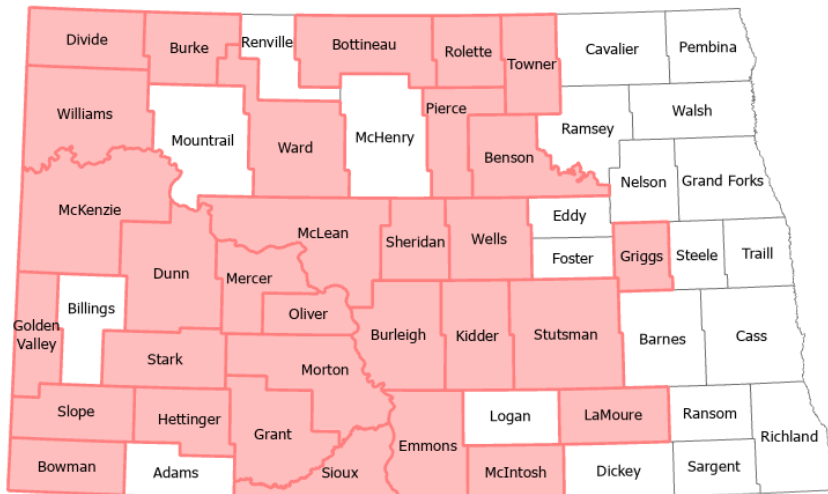 Divide
Burke
Renville
Bottineau
Rolette
Towner
Cavalier
Pembina
Williams
Mountrail
Ward
McHenry
Pierce
Benson
Ramsey
Walsh
Nelson
Grand Forks
McKenzie
Dunn
McLean
Sheridan
Wells
Eddy
Foster
Griggs
Steele
Traill
Golden
Valley
Billings
Mercer
Oliver
Burleigh
Kidder
Stutsman
Barnes
Cass
Stark
Morton
Slope
Hettinger
Grant
Emmons
Logan
LaMoure
Ransom
Richland
Bowman
Adams
Sioux
McIntosh
Dickey
Sargent